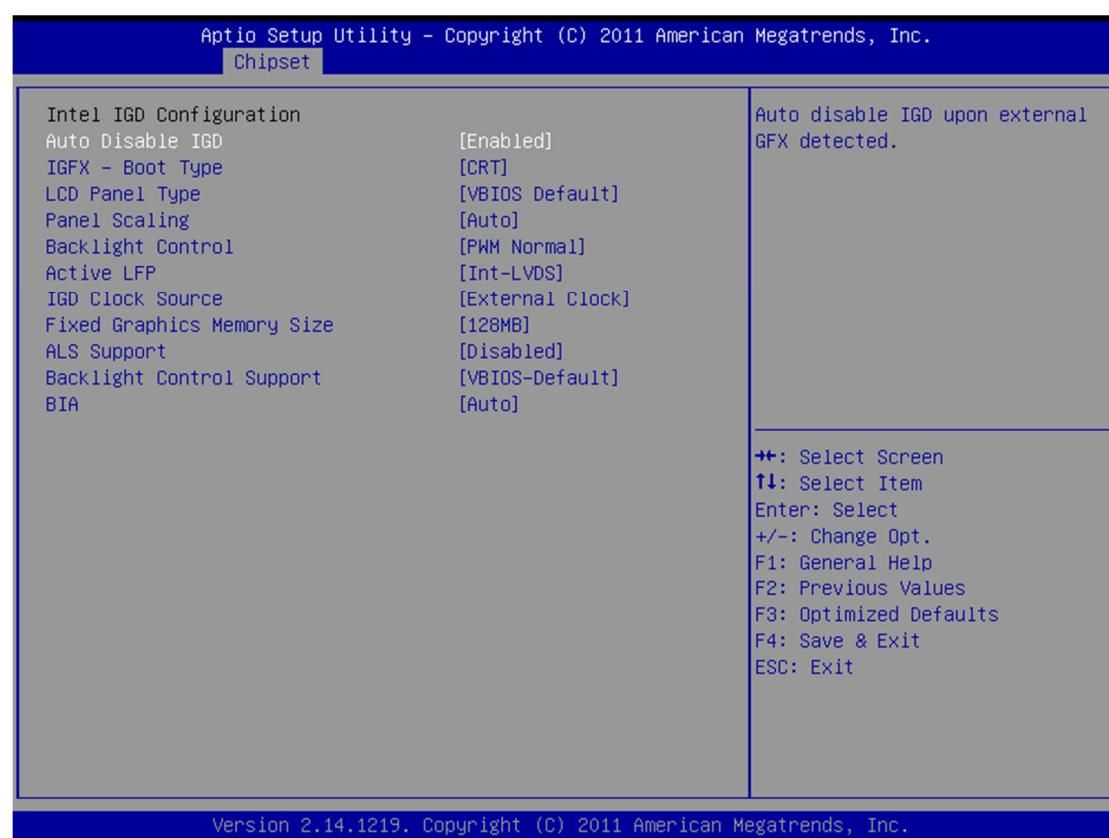 Aptio Setup Utility – Copyright (C) 2011 American Megatrends, Inc.
Chipset
Intel IGD Configuration
Auto Disable IGD [Enabled]
IGFX – Boot Type [CRT]
LCD Panel Type [VBIOS Default]
Panel Scaling [Auto]
Backlight Control [PWM Normal]
Active LFP [Int-LVDS]
IGD Clock Source [External Clock]
Fixed Graphics Memory Size [128MB]
ALS Support [Disabled]
Backlight Control Support [VBIOS-Default]
BIA [Auto]
Auto disable IGD upon external
GFX detected.
→←: Select Screen
↑↓: Select Item
Enter: Select
+/-: Change Opt.
F1: General Help
F2: Previous Values
F3: Optimized Defaults
F4: Save & Exit
ESC: Exit
Version 2.14.1219. Copyright (C) 2011 American Megatrends, Inc.